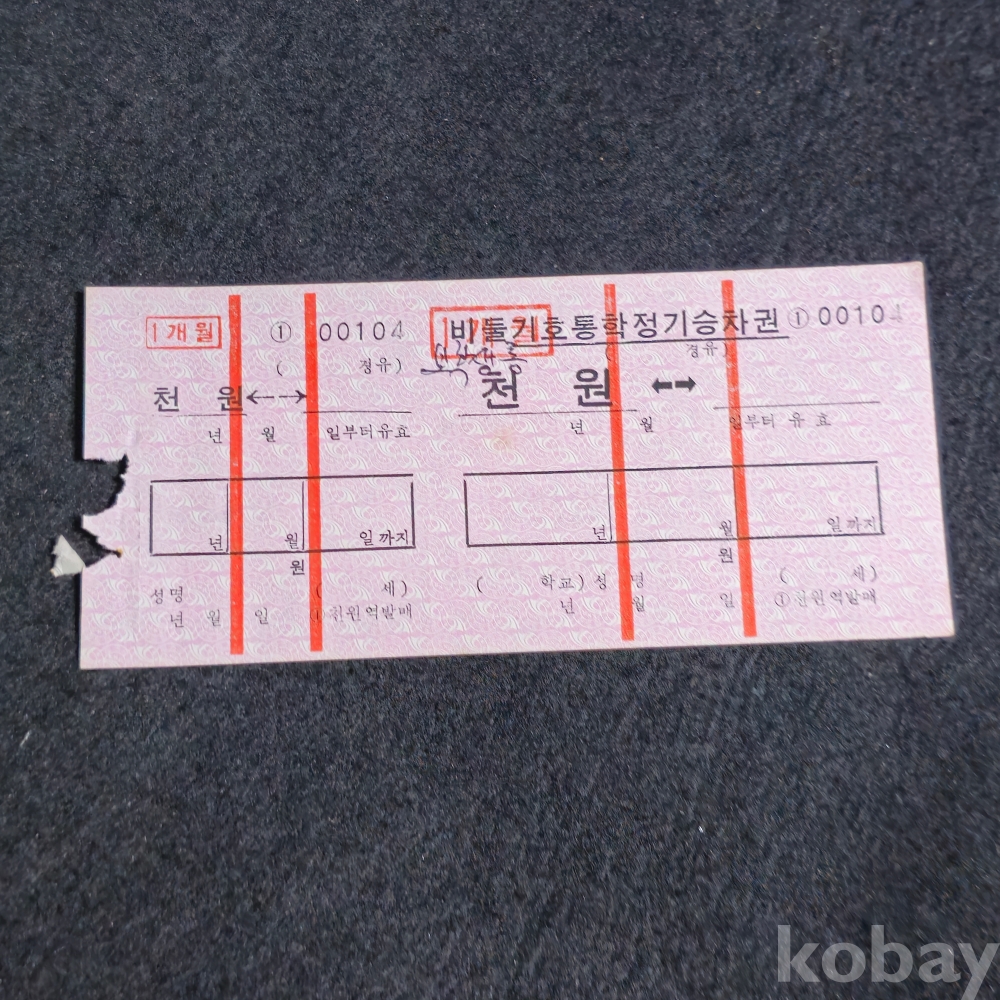 1개월 ① 00104
( 경유)
천 원 ←→
년 월 일부터유효
년 월 일까지
원
성명 ( 세)
년 월 일 ①천원역발매
비둘기호통학정기승차권 ① 00104
( 경유)
천 원 ⬅➡
년 월 일부터 유효
년 월 일까지
원
( 학교) 성 명 ( 세)
년 월 일 ①천원역발매
kobay